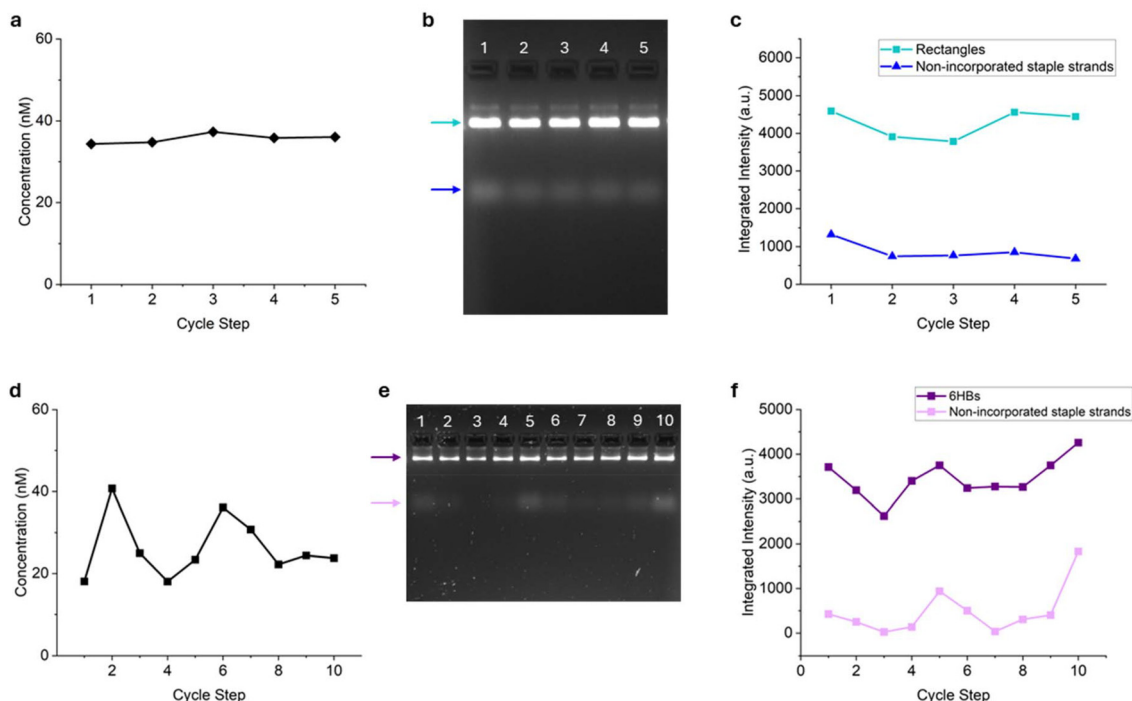 a
60
40
20
0
Concentration (nM)
1 2 3 4 5
Cycle Step
b
1 2 3 4 5
c
Rectangles
Non-incorporated staple strands
6000
5000
4000
3000
2000
1000
0
Integrated Intensity (a.u.)
1 2 3 4 5
Cycle Step
d
60
40
20
0
Concentration (nM)
2 4 6 8 10
Cycle Step
e
1 2 3 4 5 6 7 8 9 10
f
6HBs
Non-incorporated staple strands
5000
4000
3000
2000
1000
0
Integrated Intensity (a.u.)
0 2 4 6 8 10
Cycle Step